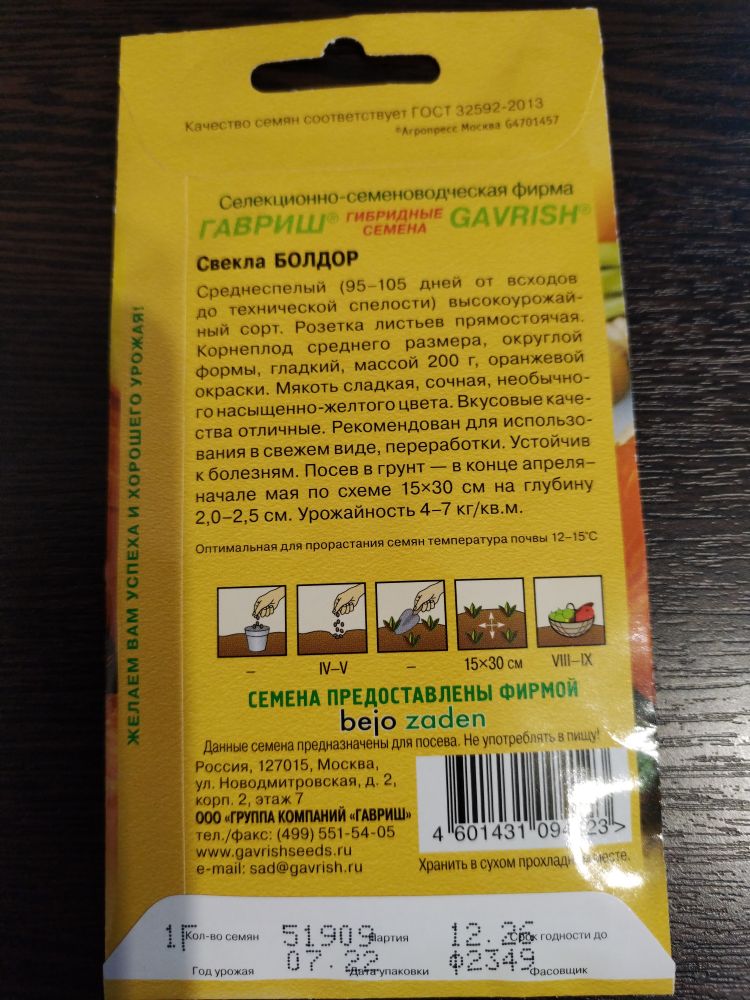 Качество семян соответствует ГОСТ 32592-2013
©Агропресс Москва G4701457
Селекционно-семеноводческая фирма
ГАВРИШ® ГИБРИДНЫЕ СЕМЕНА GAVRISH®
Свекла БОЛДОР
Среднеспелый (95–105 дней от всходов
до технической спелости) высокоурожай-
ный сорт. Розетка листьев прямостоячая.
Корнеплод среднего размера, округлой
формы, гладкий, массой 200 г, оранжевой
окраски. Мякоть сладкая, сочная, необычно-
го насыщенно-желтого цвета. Вкусовые каче-
ства отличные. Рекомендован для использо-
вания в свежем виде, переработки. Устойчив
к болезням. Посев в грунт — в конце апреля–
начале мая по схеме 15×30 см на глубину
2,0–2,5 см. Урожайность 4–7 кг/кв.м.
Оптимальная для прорастания семян температура почвы 12–15°C
– IV–V – 15×30 см VIII–IX
ЖЕЛАЕМ ВАМ УСПЕХА И ХОРОШЕГО УРОЖАЯ!
СЕМЕНА ПРЕДОСТАВЛЕНЫ ФИРМОЙ
bejo zaden
Данные семена предназначены для посева. Не употреблять в пищу!
Россия, 127015, Москва,
ул. Новодмитровская, д. 2,
корп. 2, этаж 7
ООО «ГРУППА КОМПАНИЙ «ГАВРИШ»
тел./факс: (499) 551-54-05
www.gavrishseeds.ru
e-mail: sad@gavrish.ru
4 601431 09
23>
Хранить в сухом прохладном месте.
1Г Кол-во семян 51909 Партия 12.26 Срок годности до
Год урожая 07.22 Дата упаковки ф2349 Фасовщик